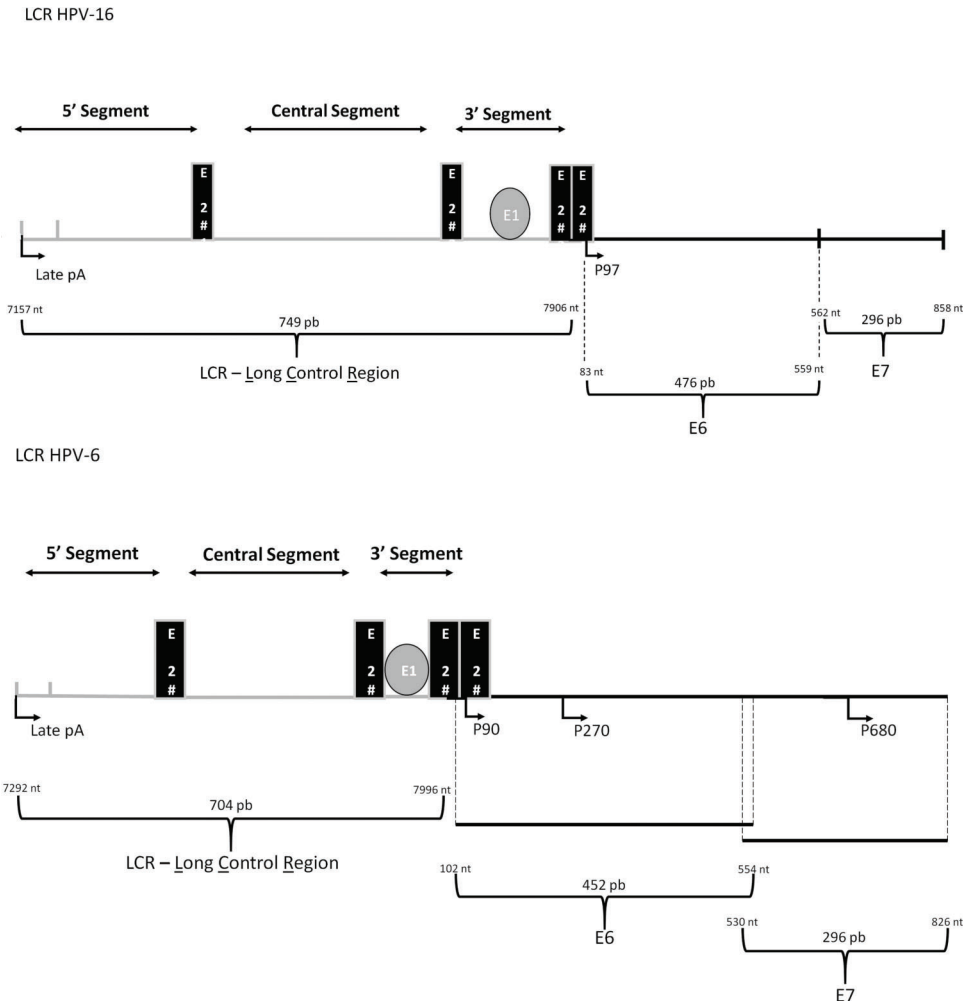 LCR HPV-16
5' Segment Central Segment 3' Segment
E 2 # E 2 # E1 E 2 # E 2 #
Late pA P97
7157 nt 7906 nt 562 nt 858 nt
749 pb 296 pb
LCR – Long Control Region E7
83 nt 559 nt
476 pb
E6
LCR HPV-6
5' Segment Central Segment 3' Segment
E 2 # E 2 # E1 E 2 # E 2 #
Late pA P90 P270 P680
7292 nt 7996 nt
704 pb
LCR – Long Control Region
102 nt 554 nt
452 pb
E6
530 nt 826 nt
296 pb
E7